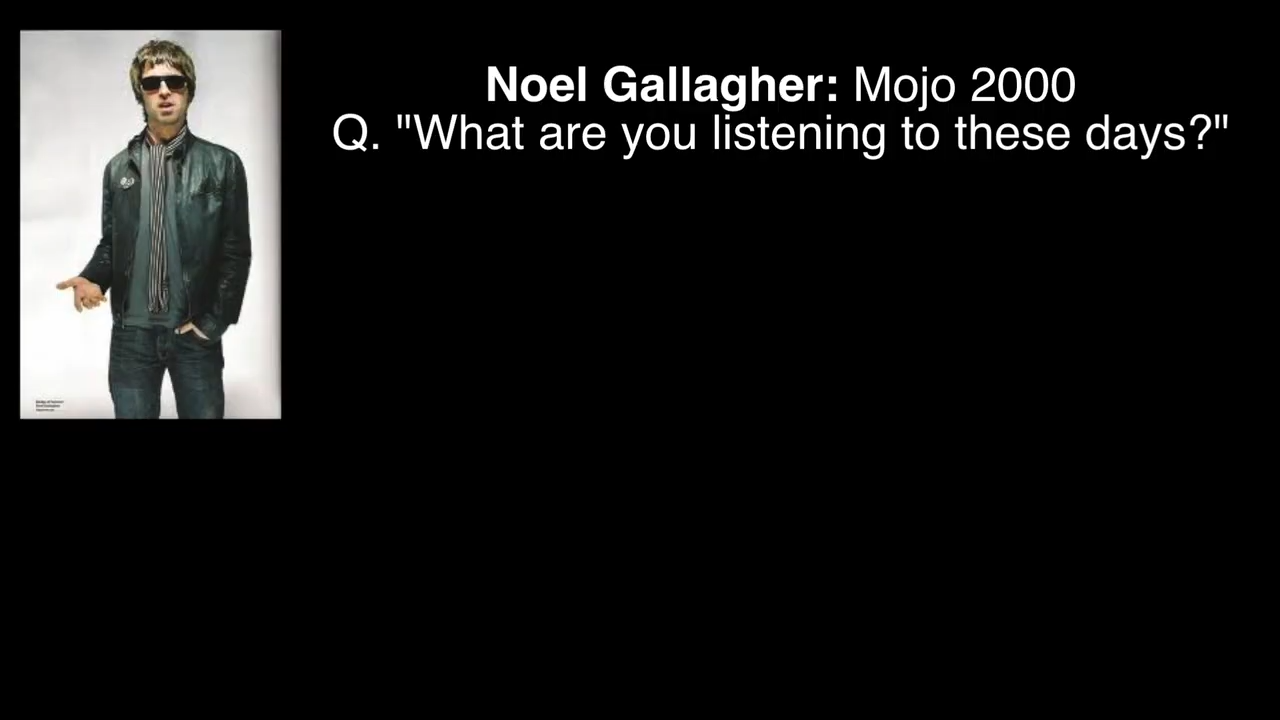 Noel Gallagher: Mojo 2000
Q. "What are you listening to these days?"